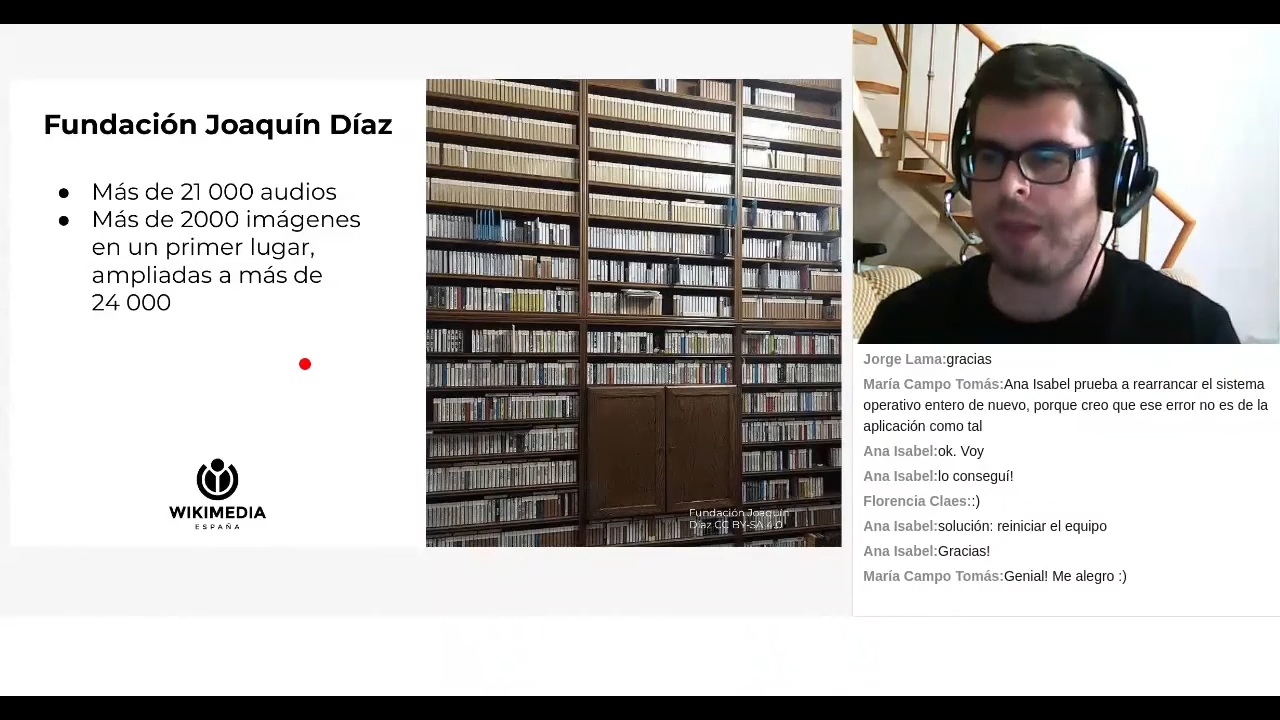 Fundación Joaquín Díaz
● Más de 21 000 audios
● Más de 2000 imágenes
en un primer lugar,
ampliadas a más de
24 000
WIKIMEDIA
ESPAÑA
Fundación Joaquín
Díaz CC BY-SA 4.0
Jorge Lama:gracias
María Campo Tomás:Ana Isabel prueba a rearrancar el sistema
operativo entero de nuevo, porque creo que ese error no es de la
aplicación como tal
Ana Isabel:ok. Voy
Ana Isabel:lo conseguí!
Florencia Claes::)
Ana Isabel:solución: reiniciar el equipo
Ana Isabel:Gracias!
María Campo Tomás:Genial! Me alegro :)